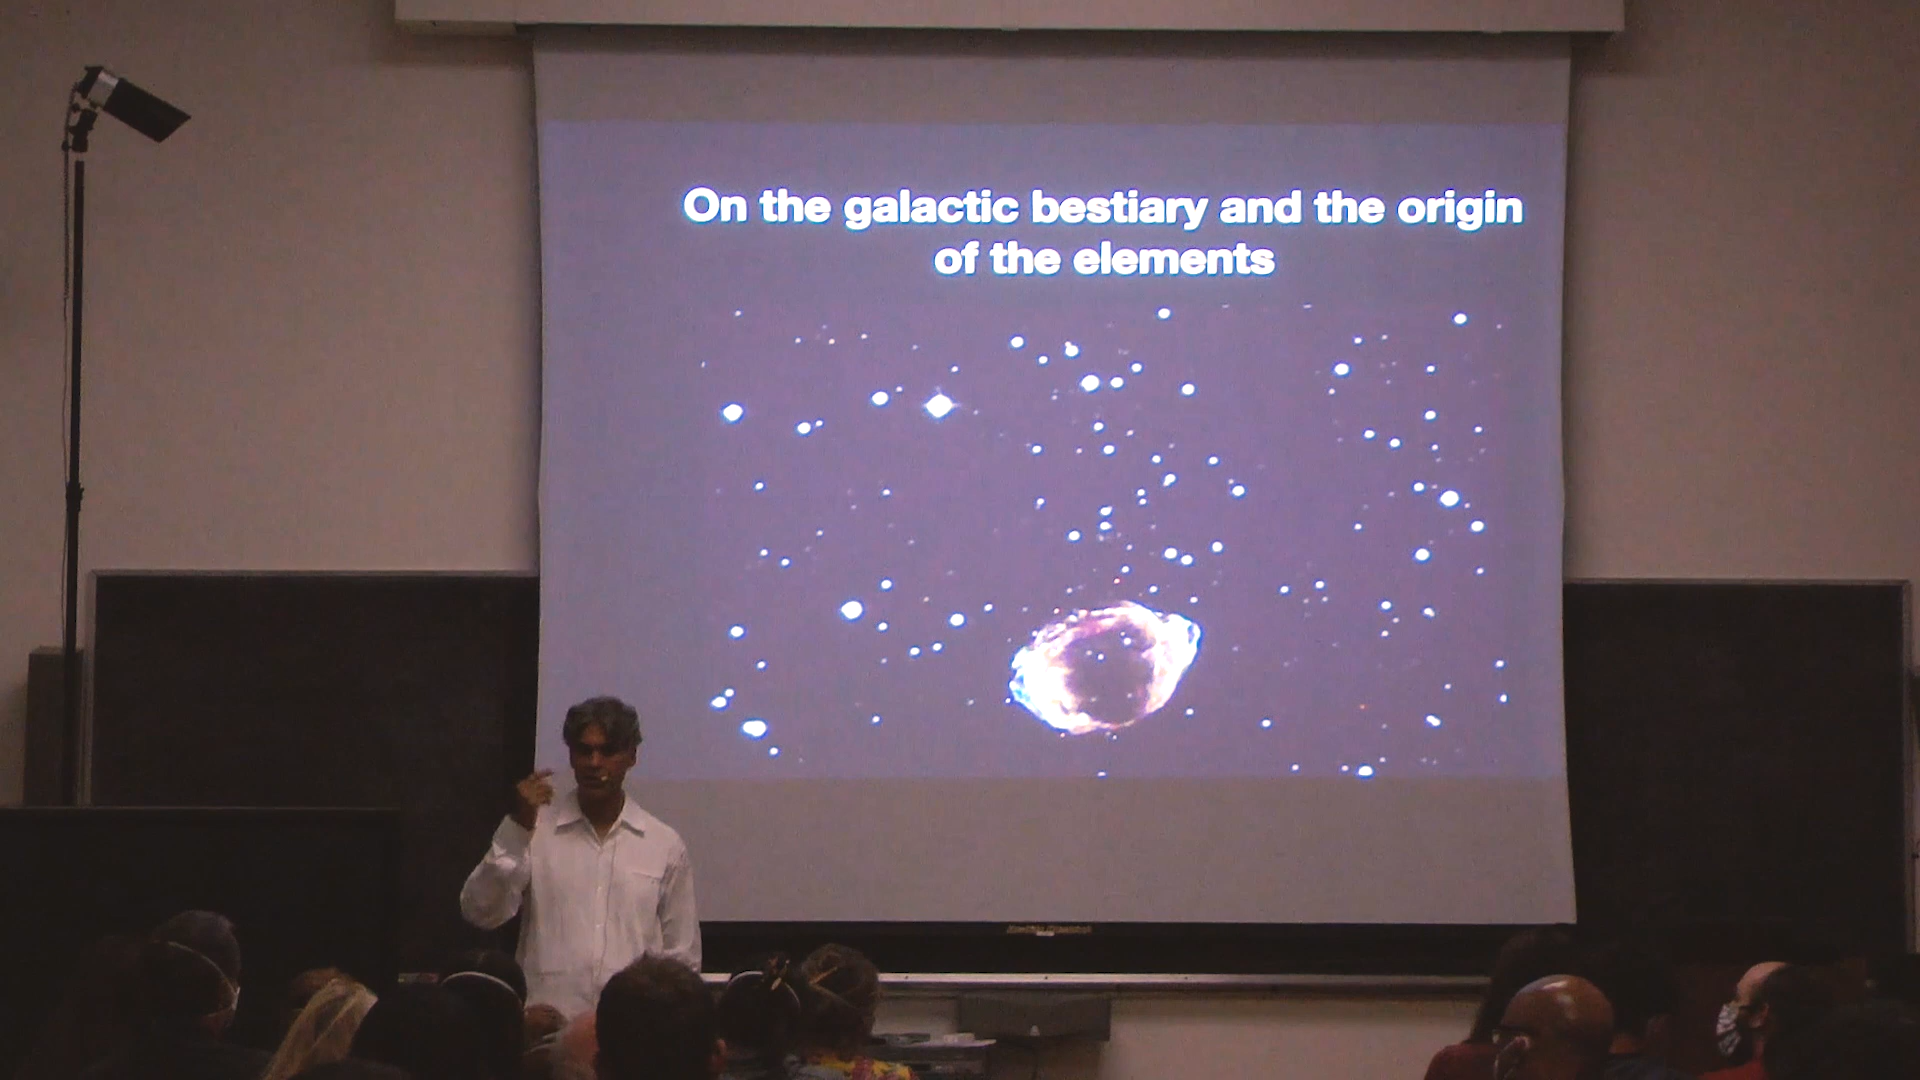 On the galactic bestiary and the origin
of the elements